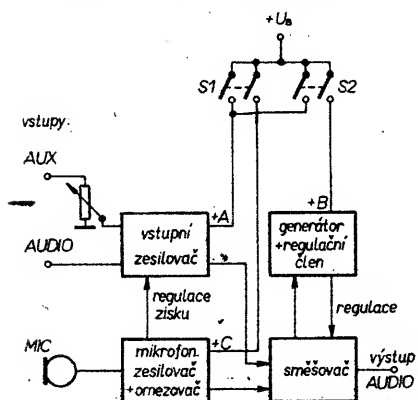 +U_B
S1
S2
vstupy:
AUX
AUDIO
+A
+B
vstupní
zesilovač
generátor
+regulační
člen
regulace
zisku
regulace
MIC
+C
mikrofon.
zesilovač
+omezovač
směšovač
výstup
AUDIO